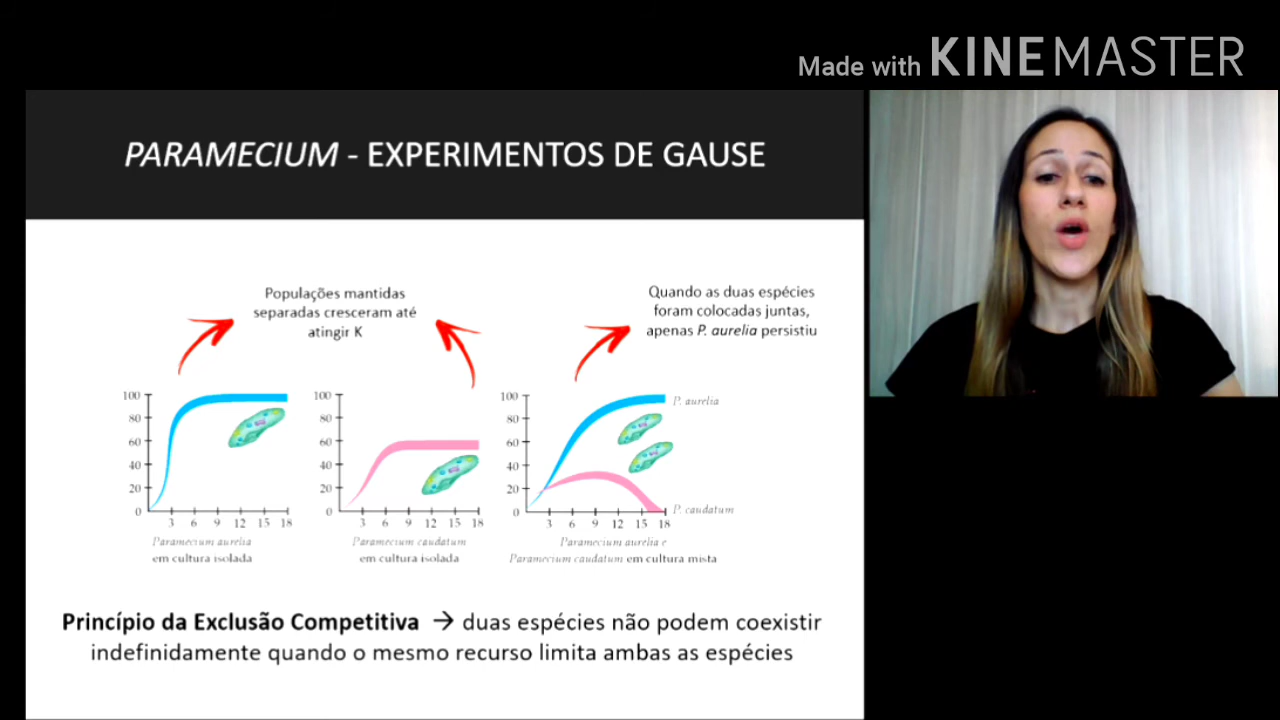 Made with KINEMASTER
PARAMECIUM - EXPERIMENTOS DE GAUSE
Populações mantidas
separadas cresceram até
atingir K
Quando as duas espécies
foram colocadas juntas,
apenas P. aurelia persistiu
100
80
60
40
20
0
3 6 9 12 15 18
Paramecium aurelia
em cultura isolada
100
80
60
40
20
0
3 6 9 12 15 18
Paramecium caudatum
em cultura isolada
100
80
60
40
20
0
3 6 9 12 15 18
P. aurelia
P. caudatum
Paramecium aurelia e
Paramecium caudatum em cultura mista
Princípio da Exclusão Competitiva → duas espécies não podem coexistir
indefinidamente quando o mesmo recurso limita ambas as espécies